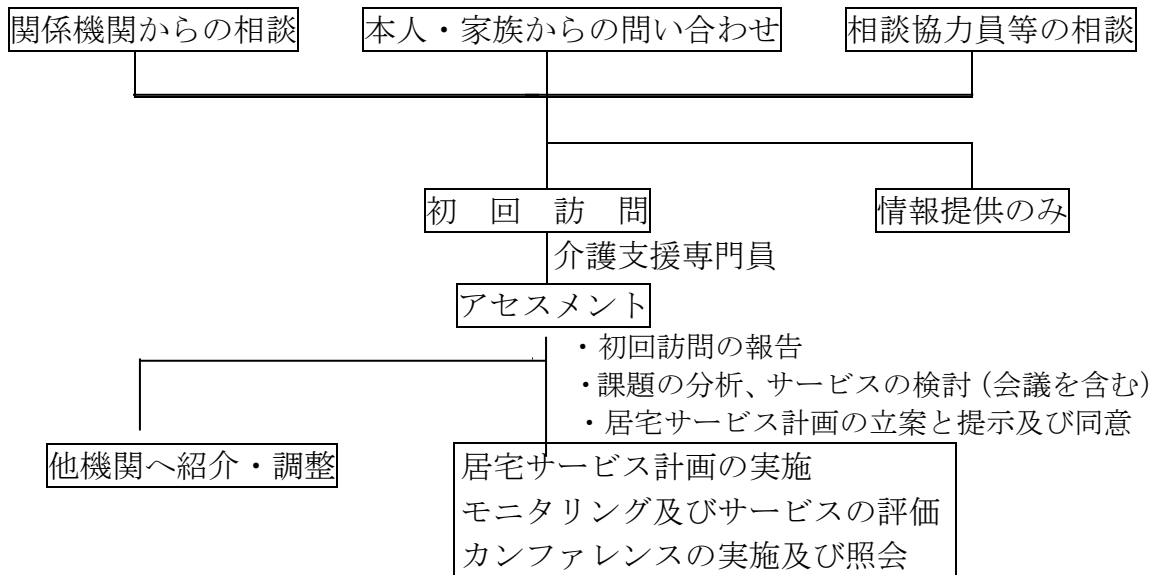 関係機関からの相談
本人・家族からの問い合わせ
相談協力員等の相談
初　回　訪　問
情報提供のみ
介護支援専門員
アセスメント
・初回訪問の報告
・課題の分析、サービスの検討（会議を含む）
・居宅サービス計画の立案と提示及び同意
他機関へ紹介・調整
居宅サービス計画の実施
モニタリング及びサービスの評価
カンファレンスの実施及び照会